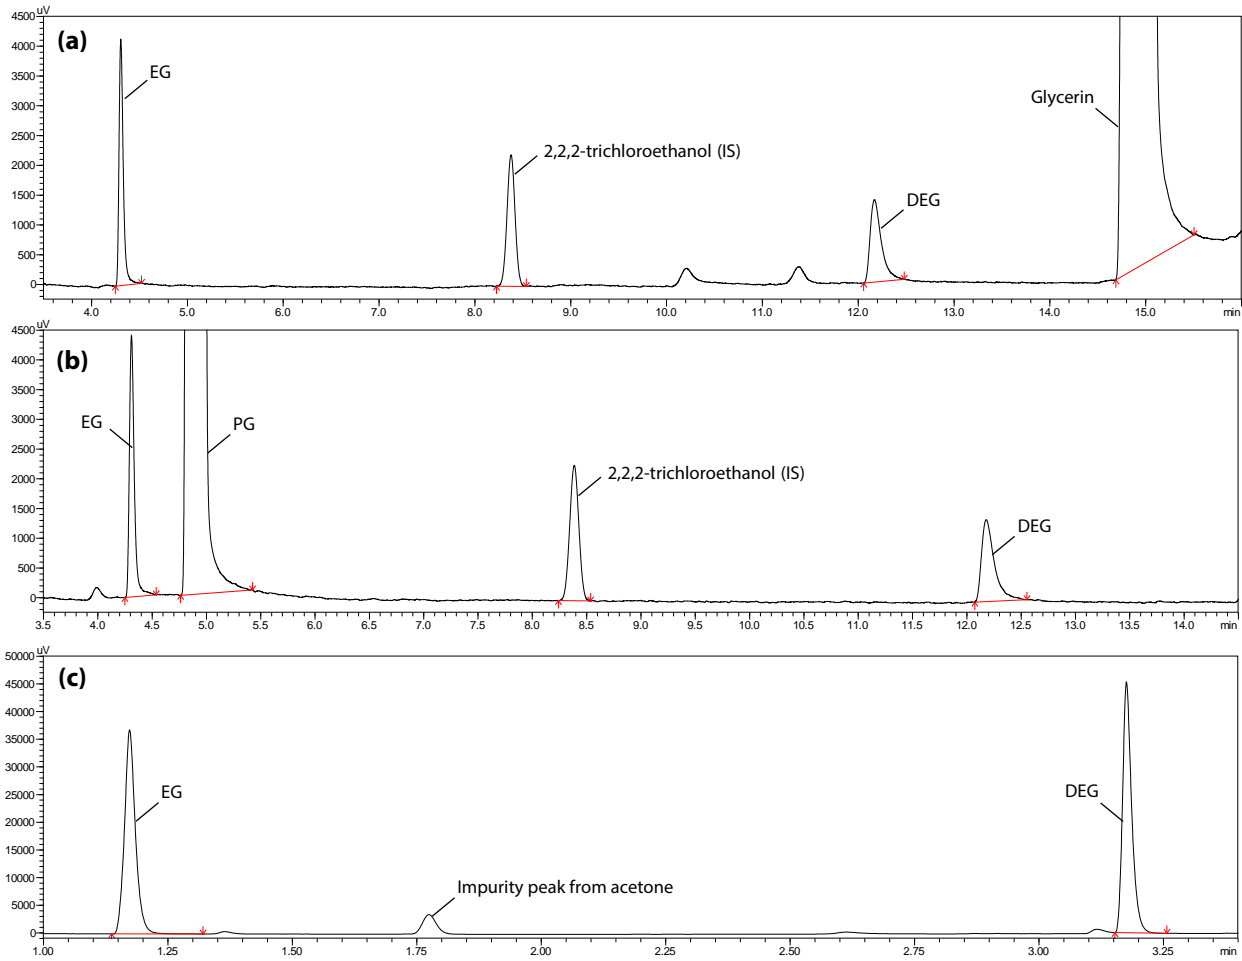 uV
4500
(a)
4000
EG
3500
Glycerin
3000
2500
2,2,2-trichloroethanol (IS)
2000
DEG
1500
1000
500
0
4.0 5.0 6.0 7.0 8.0 9.0 10.0 11.0 12.0 13.0 14.0 15.0 min
uV
4500
(b)
4000
3500
EG
PG
3000
2500
2,2,2-trichloroethanol (IS)
2000
1500
DEG
1000
500
0
3.5 4.0 4.5 5.0 5.5 6.0 6.5 7.0 7.5 8.0 8.5 9.0 9.5 10.0 10.5 11.0 11.5 12.0 12.5 13.0 13.5 14.0 min
uV
50000
(c)
45000
40000
35000
30000
EG
DEG
25000
20000
15000
10000
Impurity peak from acetone
5000
0
1.00 1.25 1.50 1.75 2.00 2.25 2.50 2.75 3.00 3.25 min